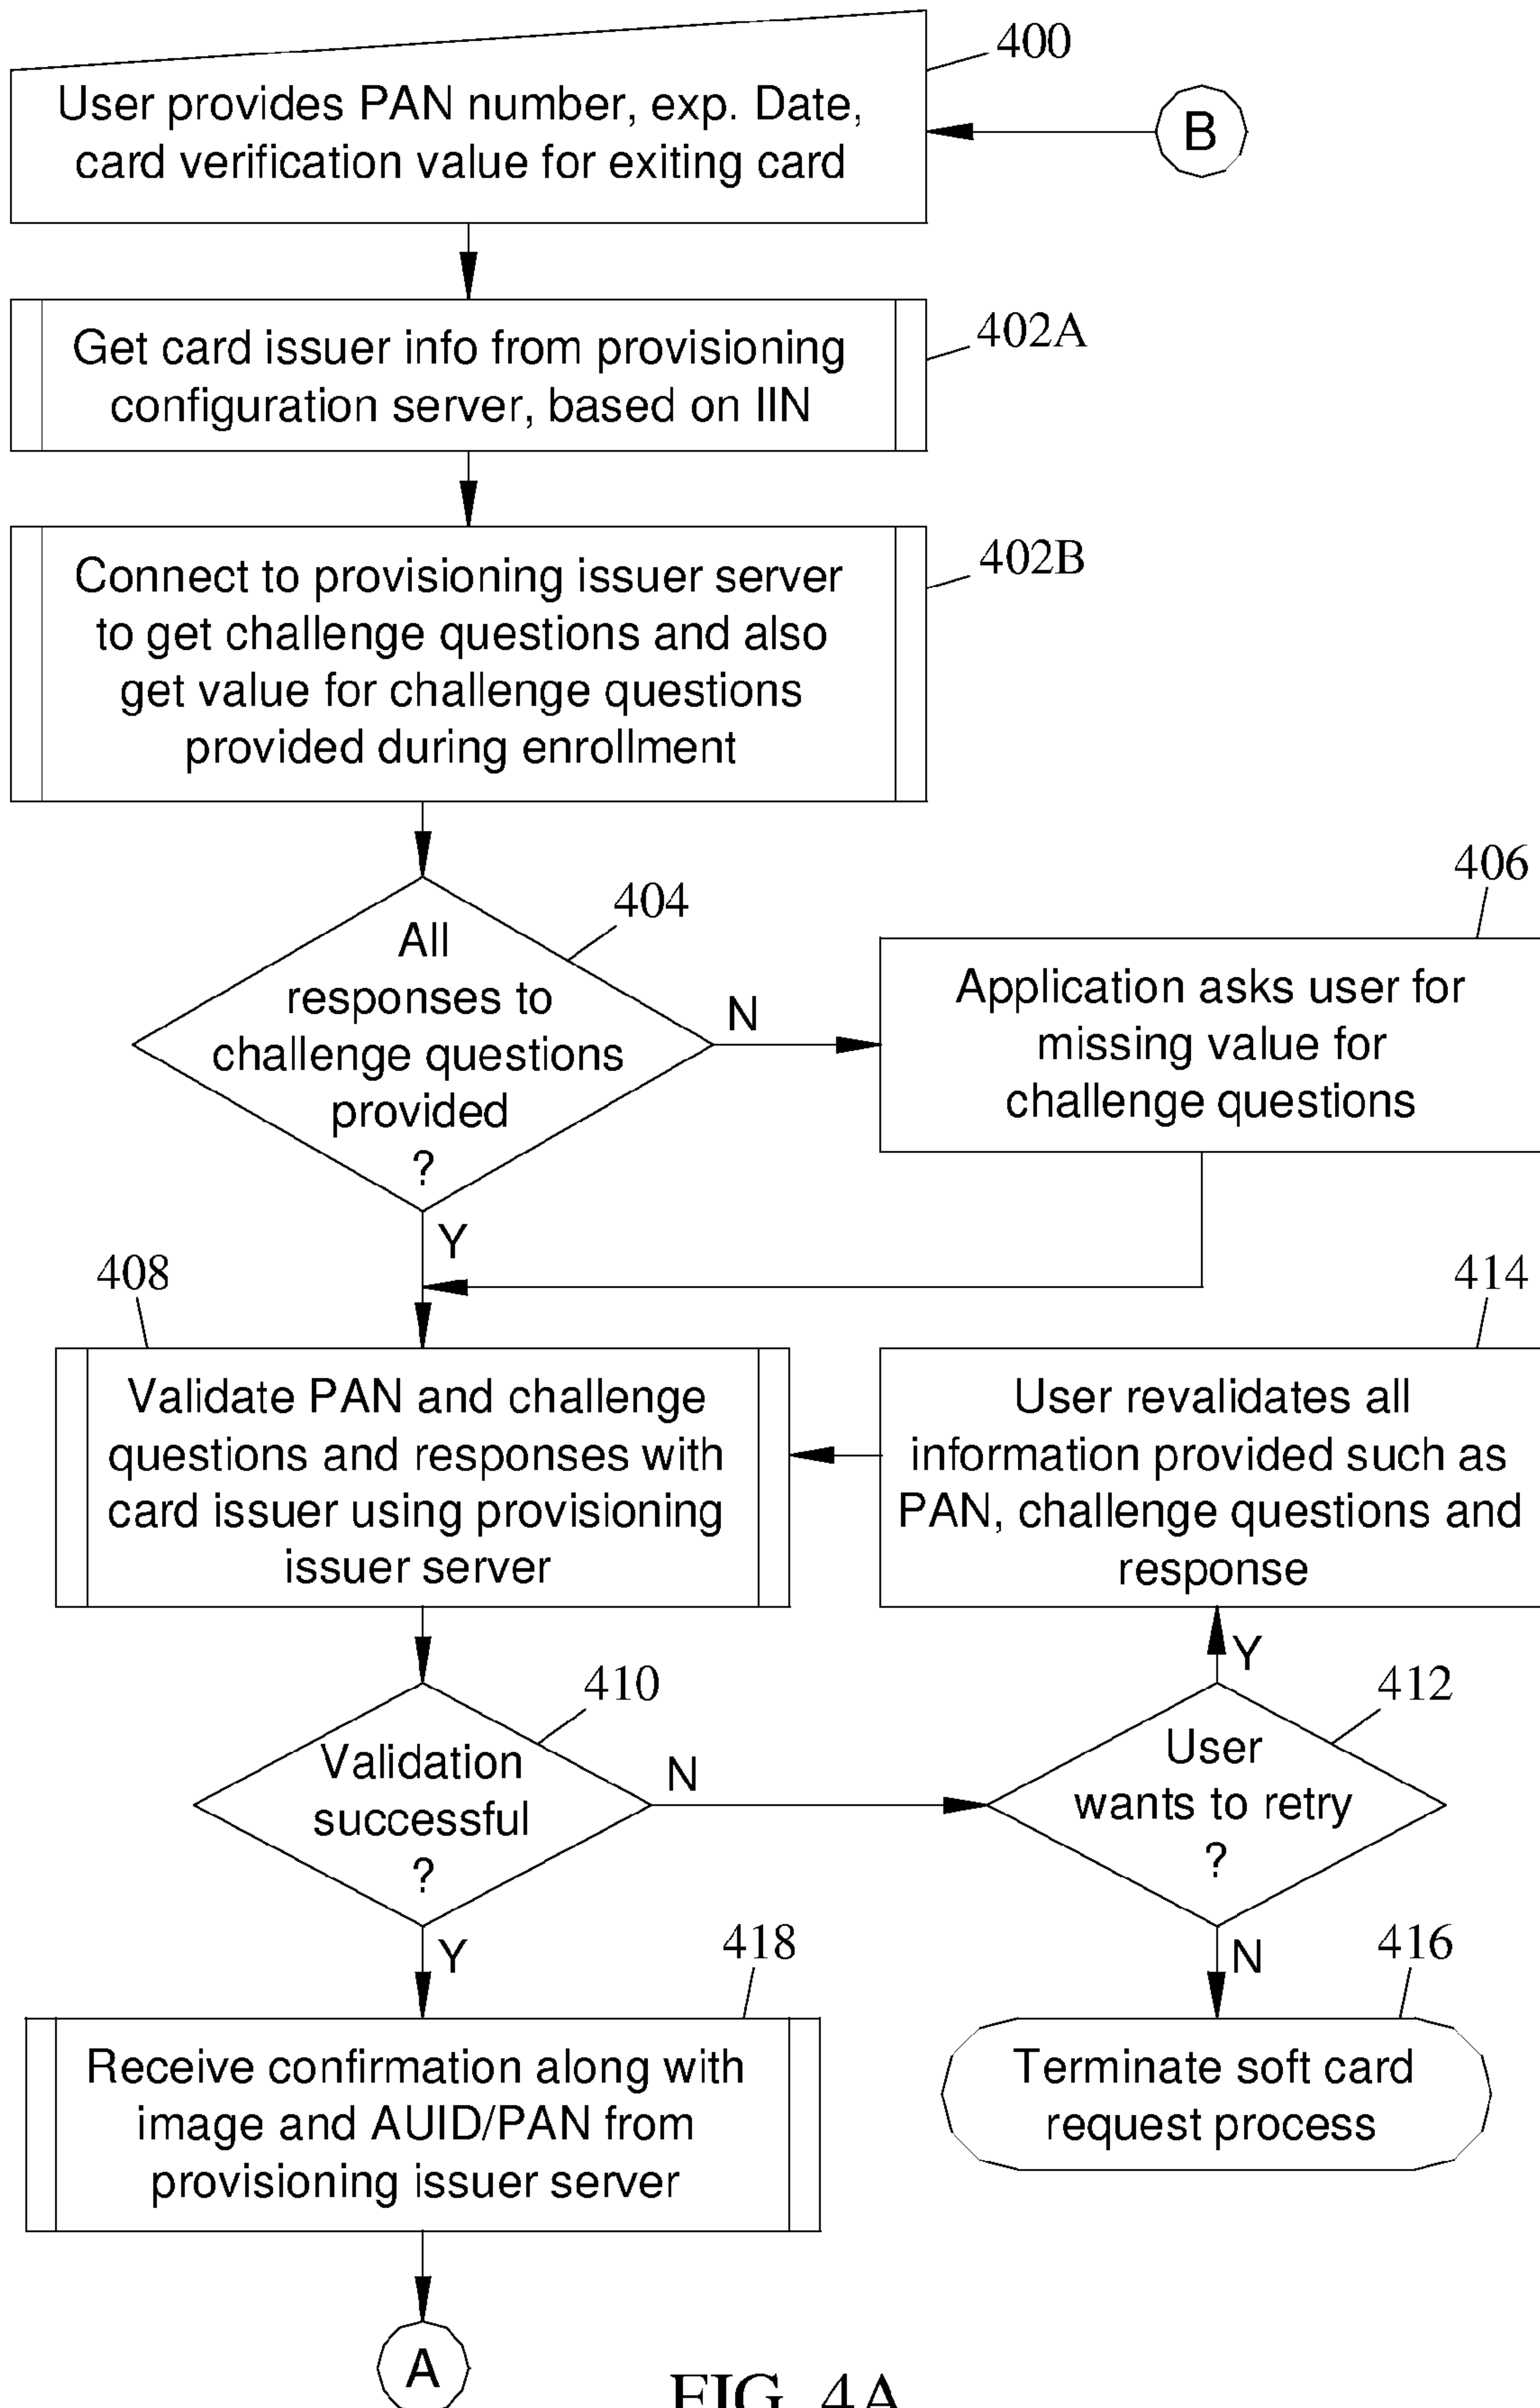 400
User provides PAN number, exp. Date,
card verification value for exiting card
B
402A
Get card issuer info from provisioning
configuration server, based on IIN
402B
Connect to provisioning issuer server
to get challenge questions and also
get value for challenge questions
provided during enrollment
404
All
responses to
challenge questions
provided
?
N
Y
406
Application asks user for
missing value for
challenge questions
408
Validate PAN and challenge
questions and responses with
card issuer using provisioning
issuer server
414
User revalidates all
information provided such as
PAN, challenge questions and
response
410
Validation
successful
?
N
Y
412
User
wants to retry
?
Y
N
418
Receive confirmation along with
image and AUID/PAN from
provisioning issuer server
416
Terminate soft card
request process
A
FIG. 4A